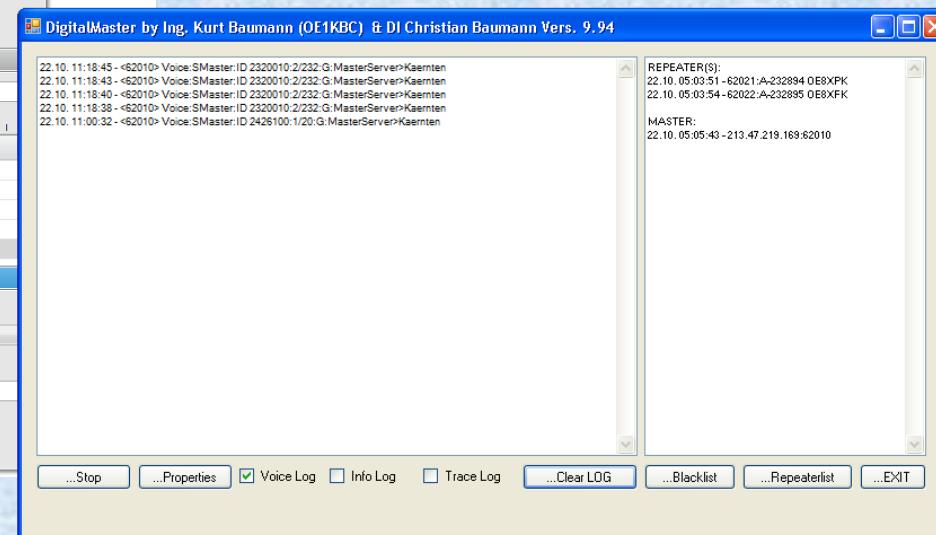 DigitalMaster by Ing. Kurt Baumann (OE1KBC) & DI Christian Baumann Vers. 9.94
22.10. 11:18:45 - <62010> Voice:SMaster:ID 2320010:2/232:G:MasterServer>Kaernten
22.10. 11:18:43 - <62010> Voice:SMaster:ID 2320010:2/232:G:MasterServer>Kaernten
22.10. 11:18:40 - <62010> Voice:SMaster:ID 2320010:2/232:G:MasterServer>Kaernten
22.10. 11:18:38 - <62010> Voice:SMaster:ID 2320010:2/232:G:MasterServer>Kaernten
22.10. 11:00:32 - <62010> Voice:SMaster:ID 2426100:1/20:G:MasterServer>Kaernten
REPEATER(S):
22.10. 05:03:51 - 62021:A-232894 OE8XPK
22.10. 05:03:54 - 62022:A-232895 OE8XFK
MASTER:
22.10. 05:05:43 - 213.47.219.169:62010
...Stop
...Properties
Voice Log
Info Log
Trace Log
...Clear LOG
...Blacklist
...Repeaterlist
...EXIT